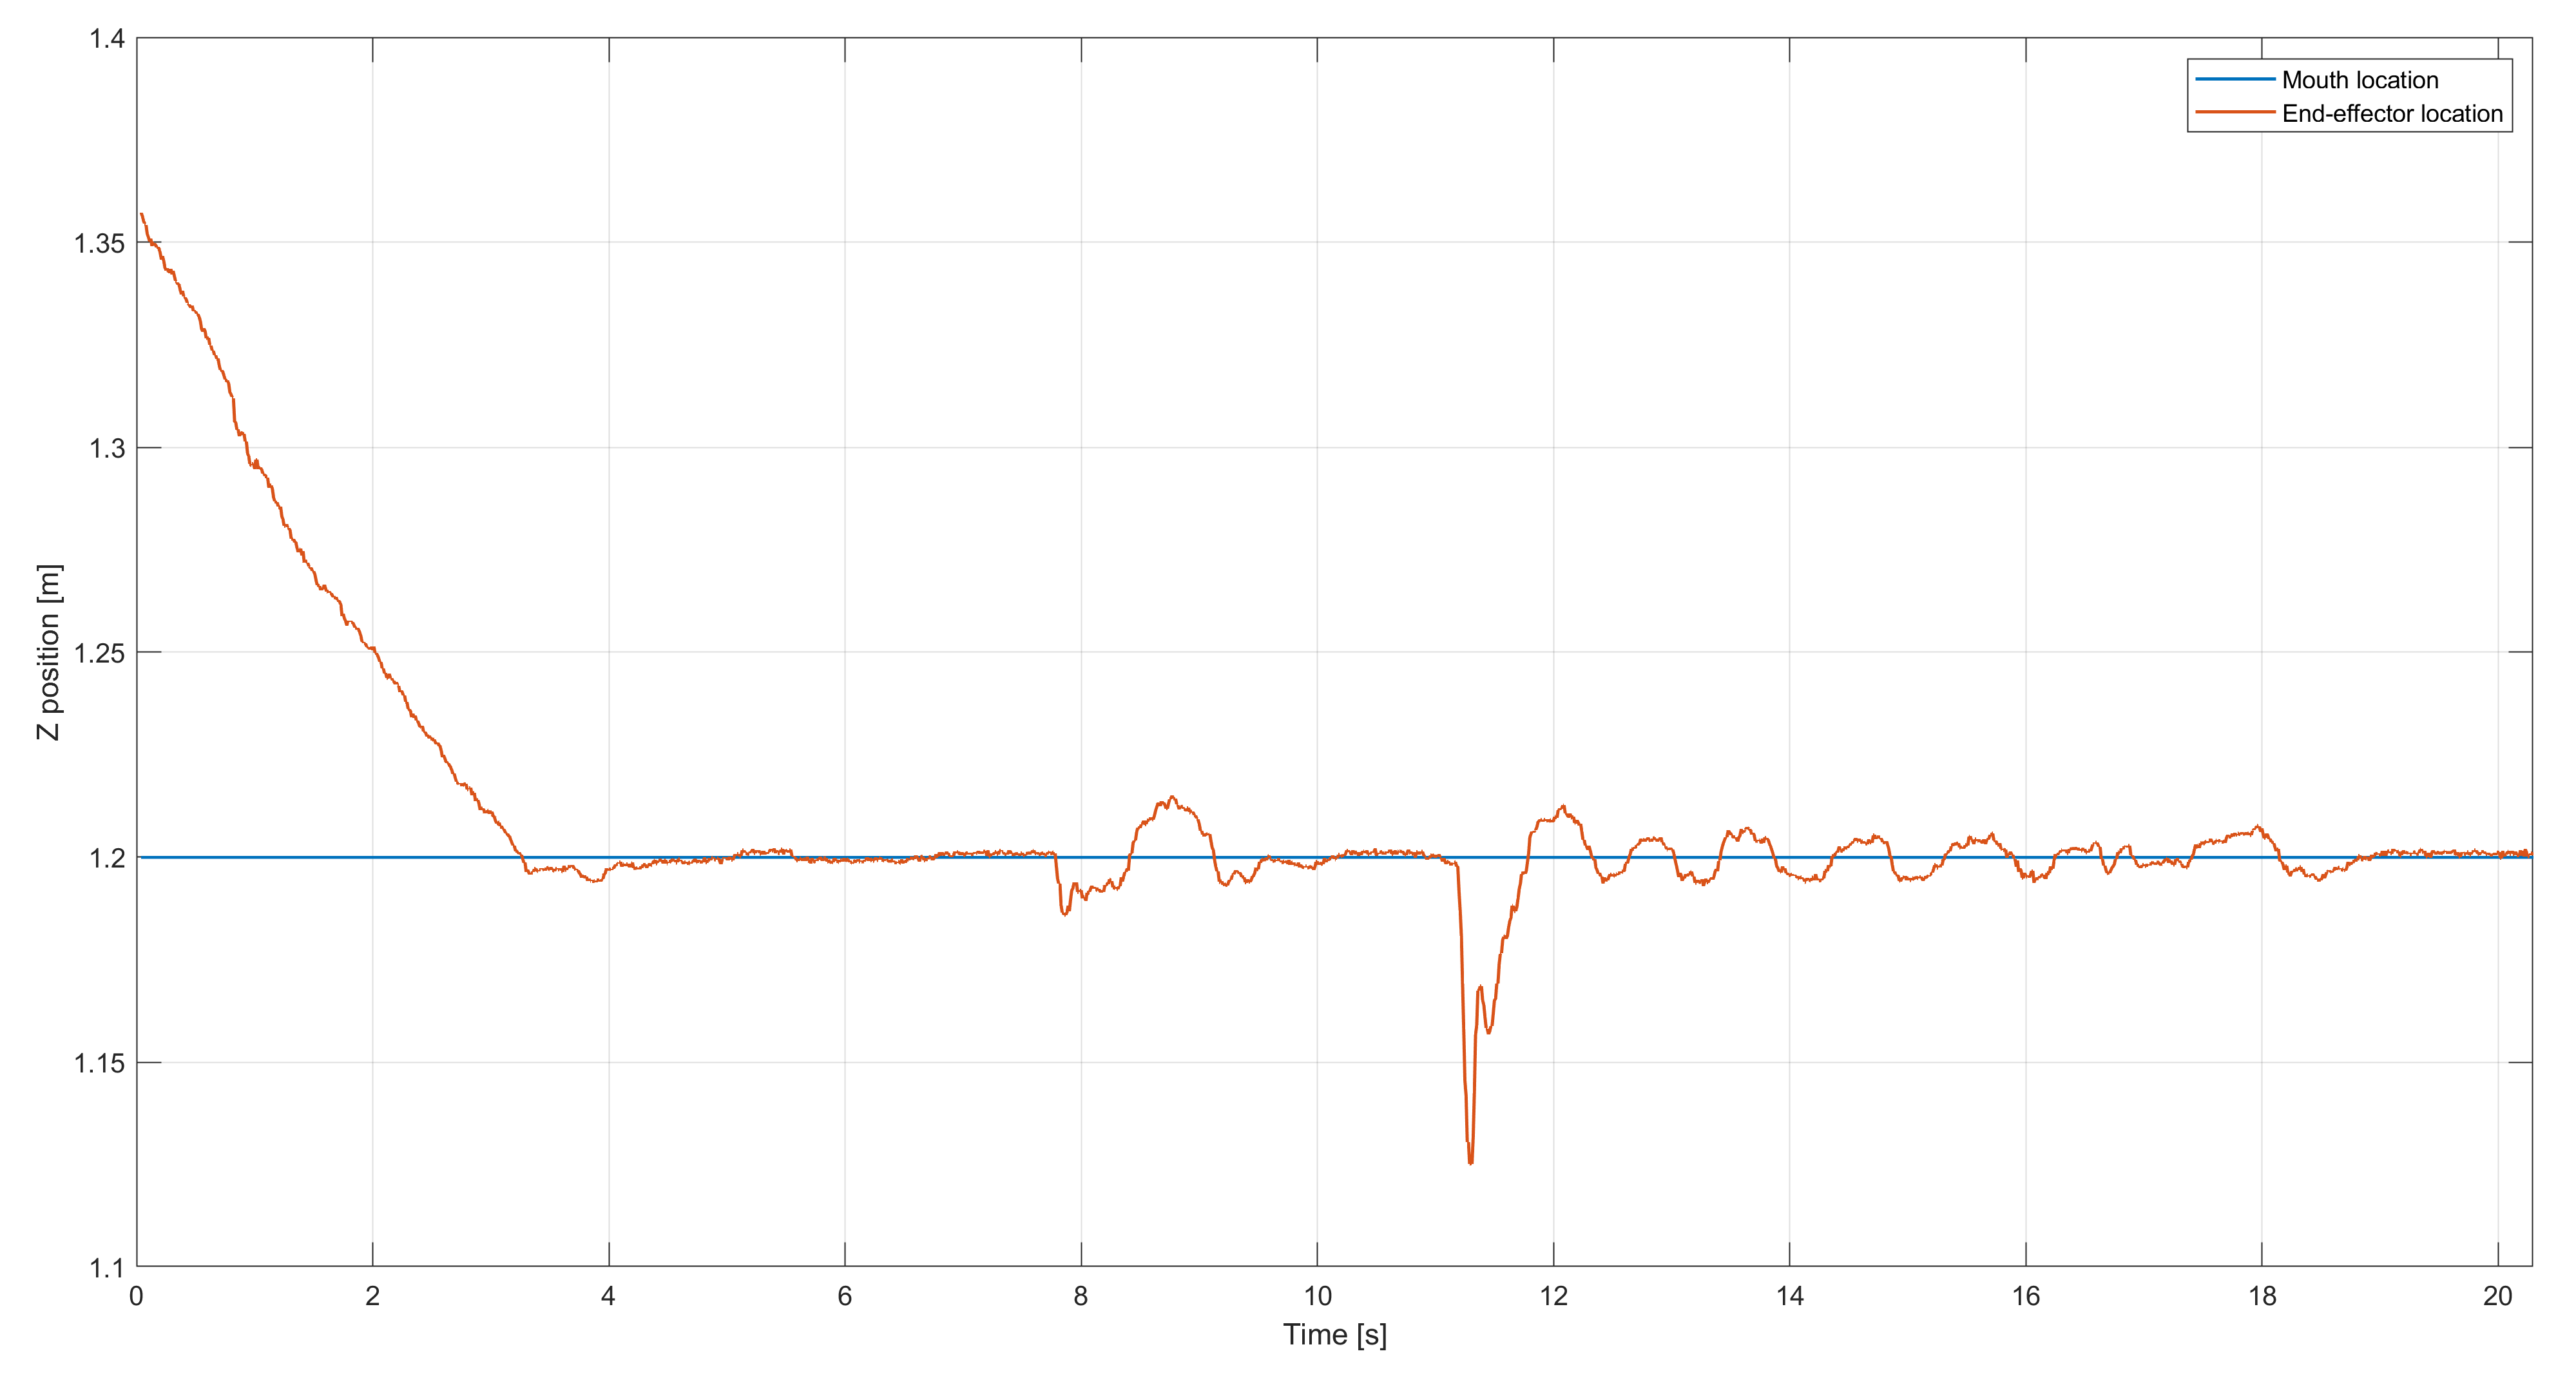 1.4
1.35
1.3
1.25
1.2
1.15
1.1
Z position [m]
Mouth location
End-effector location
0 2 4 6 8 10 12 14 16 18 20
Time [s]